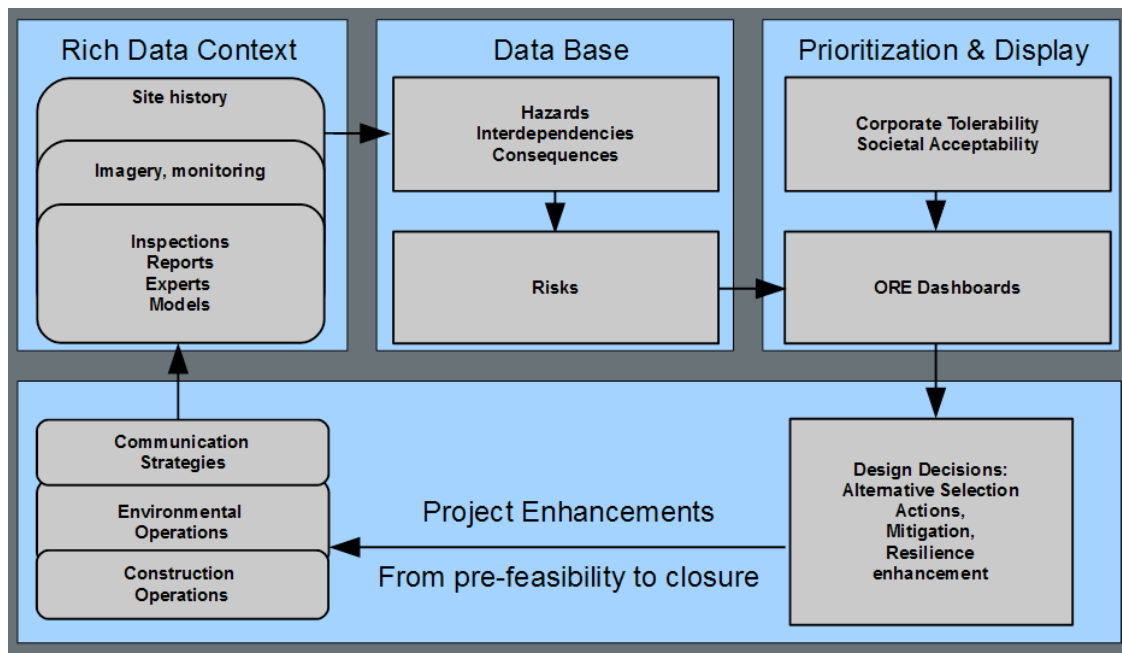 Rich Data Context
Site history
Imagery, monitoring
Inspections
Reports
Experts
Models
Data Base
Hazards
Interdependencies
Consequences
Risks
Prioritization & Display
Corporate Tolerability
Societal Acceptability
ORE Dashboards
Communication
Strategies
Environmental
Operations
Construction
Operations
Project Enhancements
From pre-feasibility to closure
Design Decisions:
Alternative Selection
Actions,
Mitigation,
Resilience
enhancement